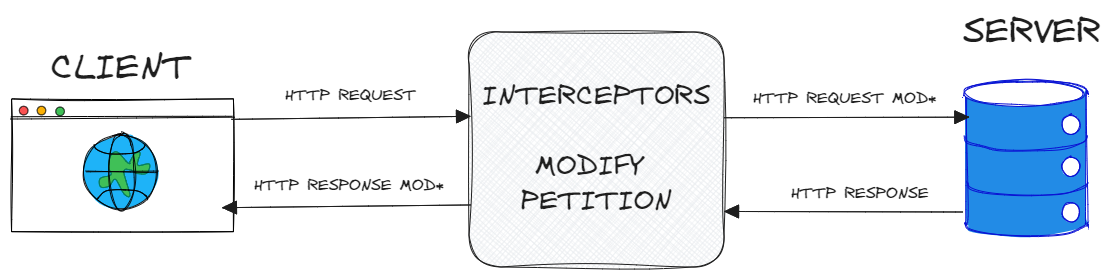 CLIENT
SERVER
HTTP REQUEST
INTERCEPTORS
HTTP REQUEST MOD*
MODIFY
PETITION
HTTP RESPONSE MOD*
HTTP RESPONSE